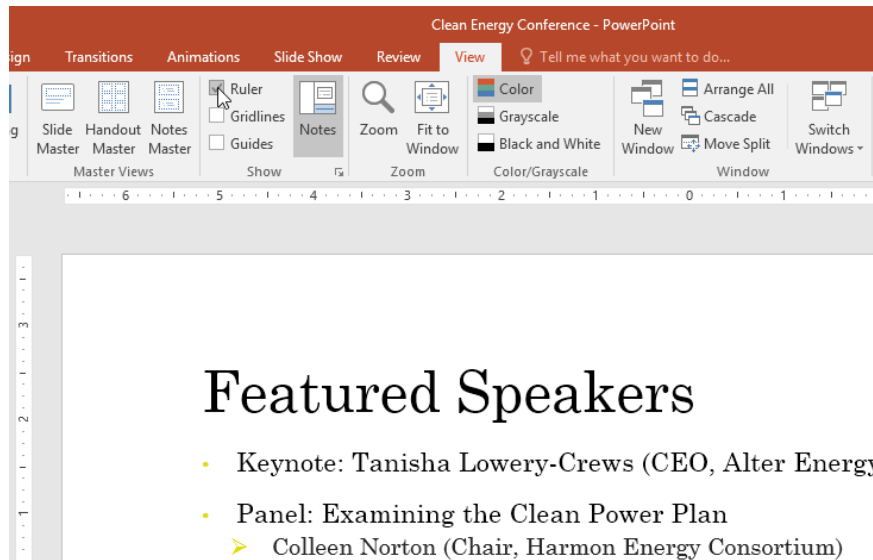 Clean Energy Conference - PowerPoint
ign Transitions Animations Slide Show Review View Tell me what you want to do...
Ruler Color Arrange All
Gridlines Grayscale Cascade
g Slide Handout Notes Notes Zoom Fit to New Switch
Master Master Master Guides Window Black and White Window Move Split Windows
Master Views Show Zoom Color/Grayscale Window
6 5 4 3 2 1 0 1
3
2
1
Featured Speakers
• Keynote: Tanisha Lowery-Crews (CEO, Alter Energy
• Panel: Examining the Clean Power Plan
➢ Colleen Norton (Chair, Harmon Energy Consortium)